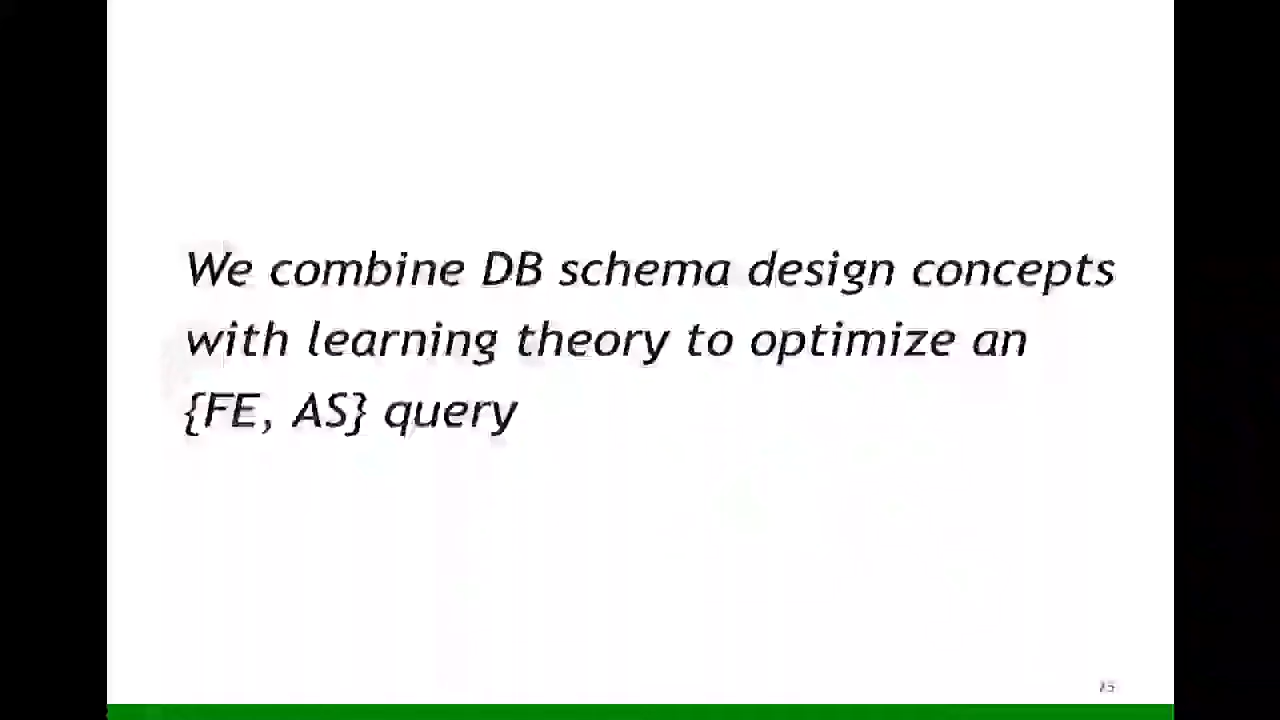 We combine DB schema design concepts
with learning theory to optimize an
{FE, AS} query